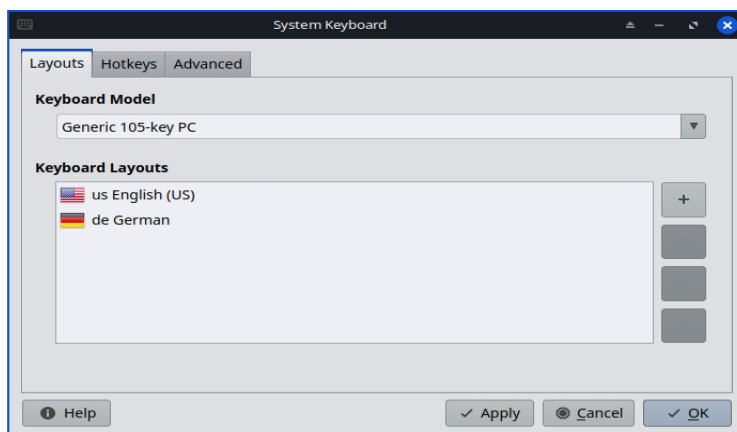 System Keyboard
Layouts Hotkeys Advanced
Keyboard Model
Generic 105-key PC
Keyboard Layouts
us English (US)
de German
+
Help Apply Cancel OK